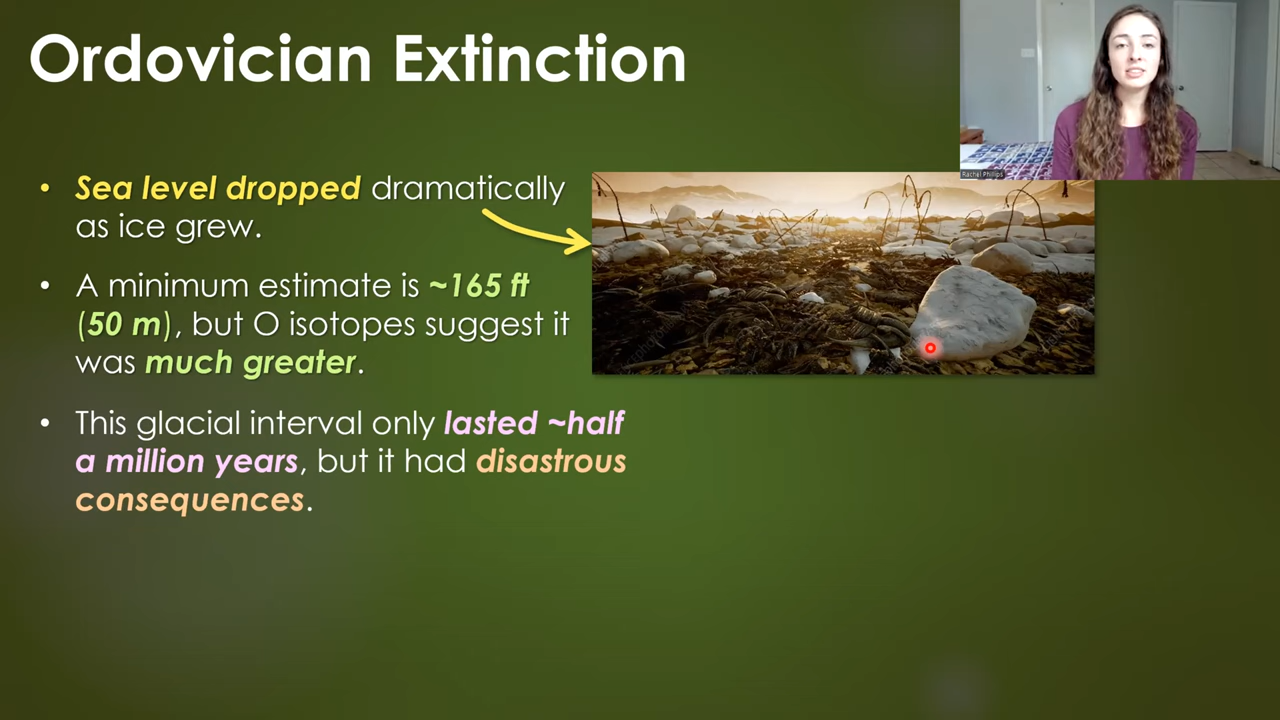 Ordovician Extinction
• Sea level dropped dramatically
as ice grew.
• A minimum estimate is ~165 ft
(50 m), but O isotopes suggest it
was much greater.
• This glacial interval only lasted ~half
a million years, but it had disastrous
consequences.
Rachel Phillips